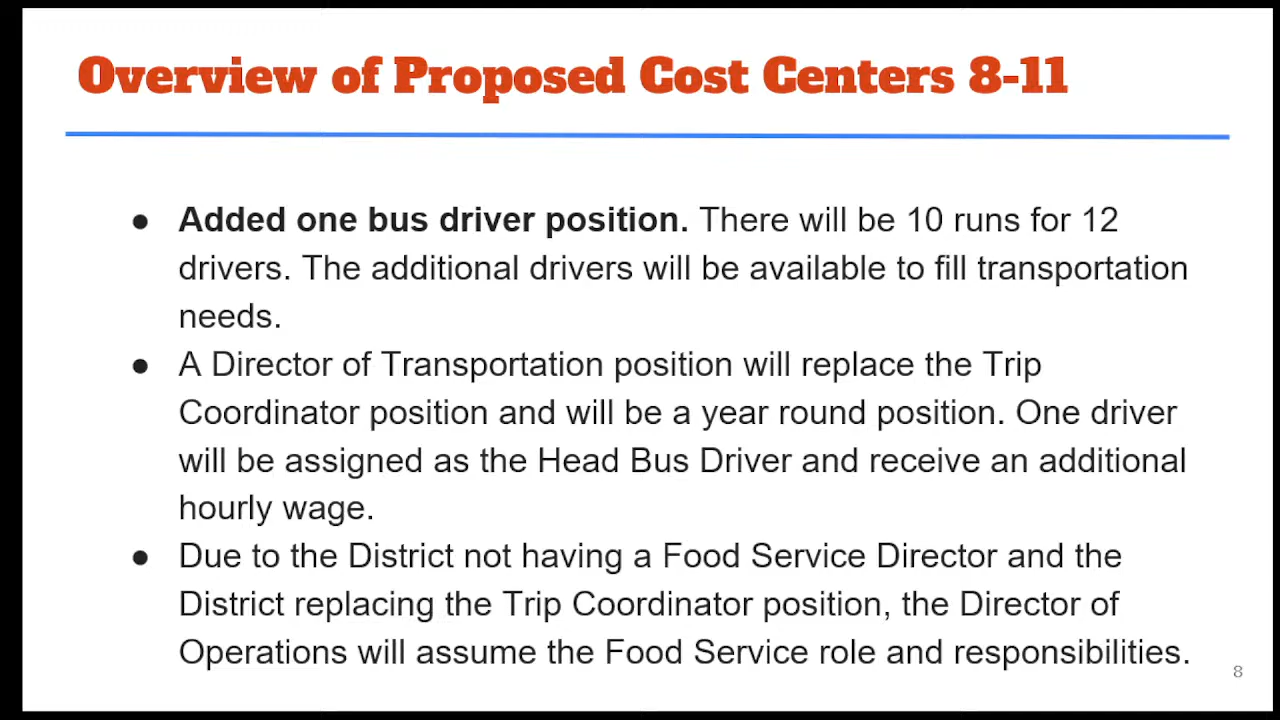 Overview of Proposed Cost Centers 8-11
● Added one bus driver position. There will be 10 runs for 12
drivers. The additional drivers will be available to fill transportation
needs.
● A Director of Transportation position will replace the Trip
Coordinator position and will be a year round position. One driver
will be assigned as the Head Bus Driver and receive an additional
hourly wage.
● Due to the District not having a Food Service Director and the
District replacing the Trip Coordinator position, the Director of
Operations will assume the Food Service role and responsibilities.
8